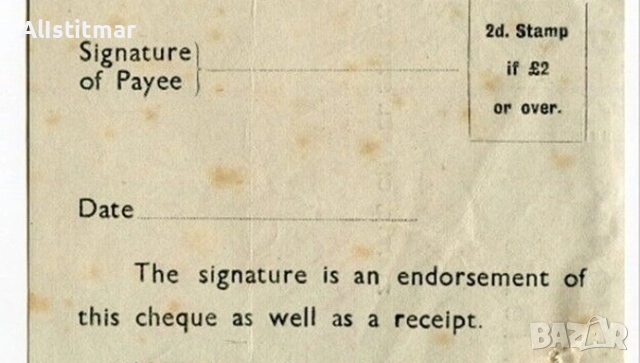 Allstitmar
Signature
of Payee
2d. Stamp
if £2
or over.
Date
The signature is an endorsement of
this cheque as well as a receipt.
BAZAR